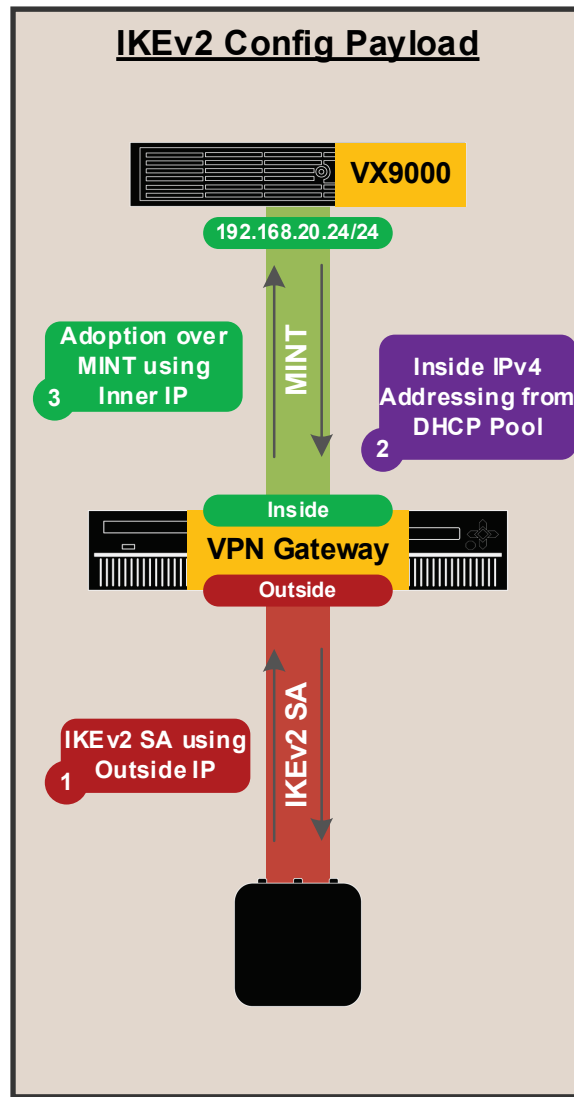 IKEv2 Config Payload
VX9000
192.168.20.24/24
MINT
Adoption over
MINT using
Inner IP
3
Inside IPv4
Addressing from
DHCP Pool
2
Inside
VPN Gateway
Outside
IKEv2 SA
IKEv2 SA using
Outside IP
1